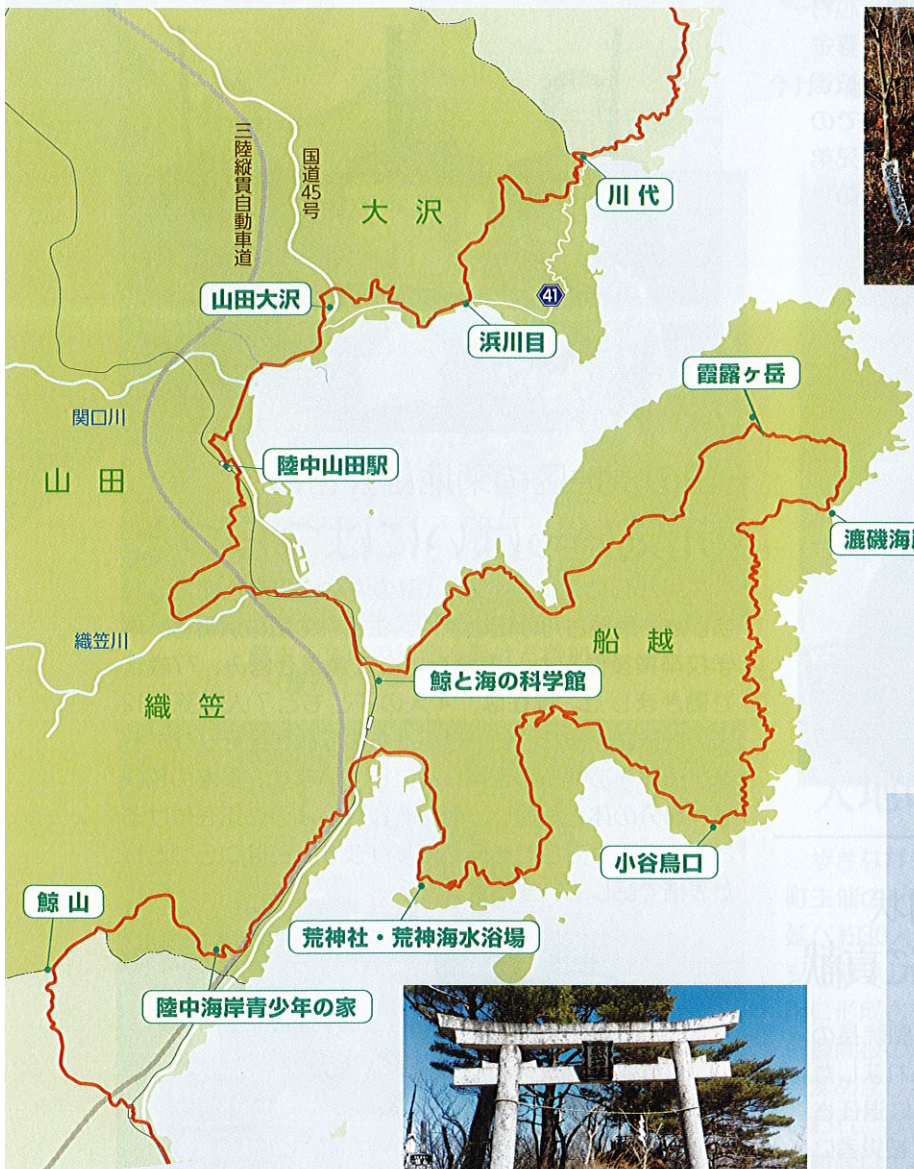 三陸縦貫自動車道
国道45号
大沢
川代
山田大沢
41
浜川目
霞露ヶ岳
関口川
陸中山田駅
山田
漉磯海
織笠川
船越
鯨と海の科学館
織笠
小谷鳥口
鯨山
荒神社・荒神海水浴場
陸中海岸青少年の家